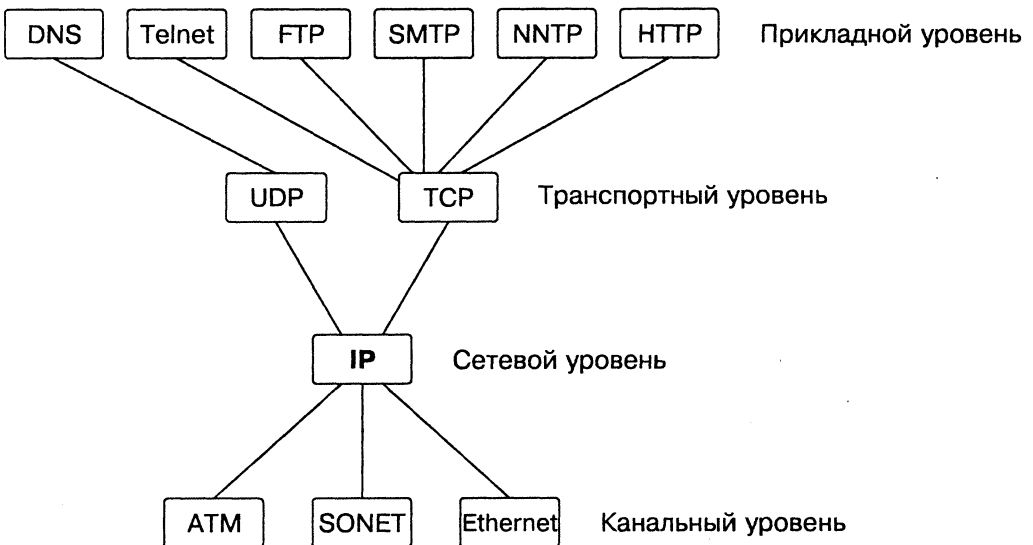 DNS Telnet FTP SMTP NNTP HTTP Прикладной уровень
UDP TCP Транспортный уровень
IP Сетевой уровень
ATM SONET Ethernet Канальный уровень